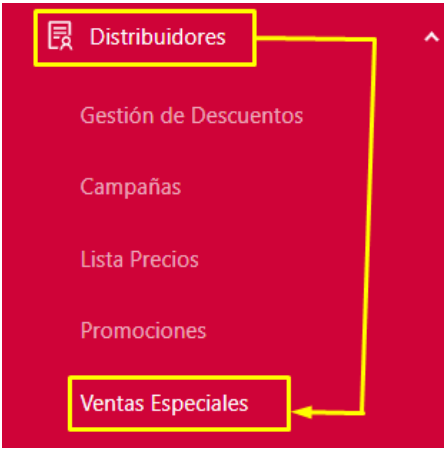 Distribuidores
Gestión de Descuentos
Campañas
Lista Precios
Promociones
Ventas Especiales